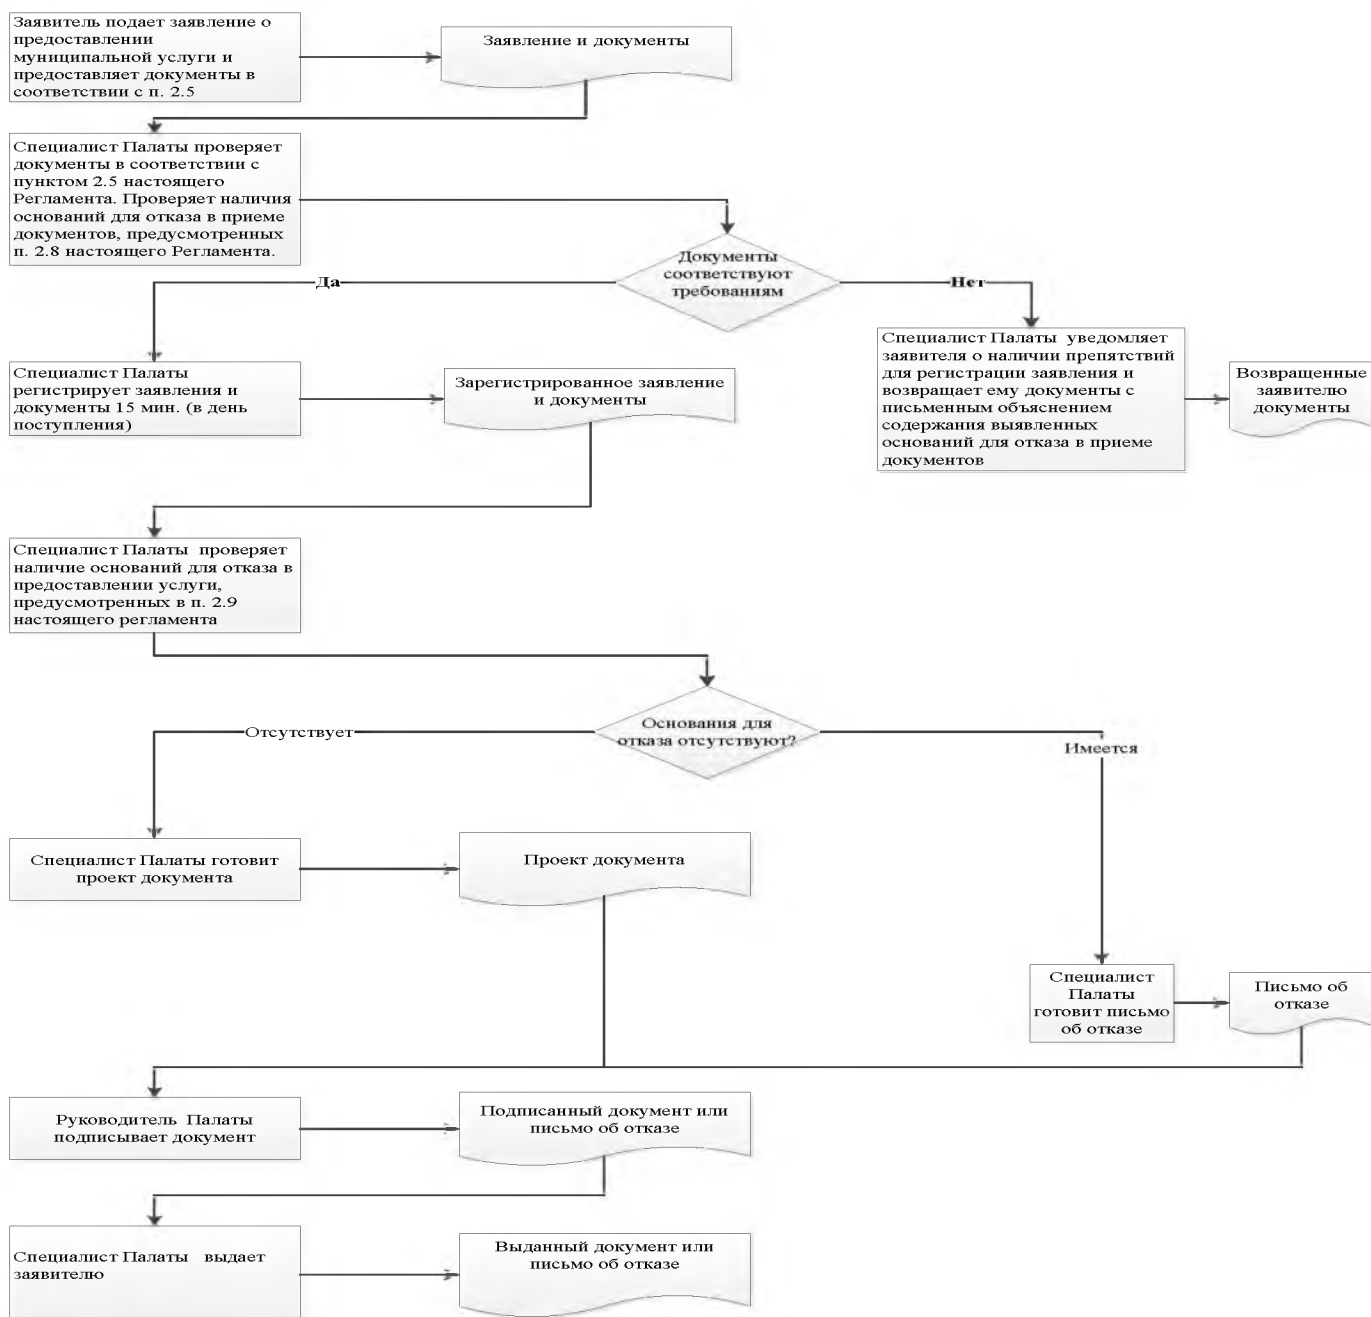 Заявитель подает заявление о
предоставлении
муниципальной услуги и
предоставляет документы в
соответствии с п. 2.5
Заявление и документы
Специалист Палаты проверяет
документы в соответствии с
пунктом 2.5 настоящего
Регламента. Проверяет наличия
оснований для отказа в приеме
документов, предусмотренных
п. 2.8 настоящего Регламента.
Документы
соответствуют
требованиям
Да
Нет
Специалист Палаты
регистрирует заявления и
документы 15 мин. (в день
поступления)
Зарегистрированное заявление
и документы
Специалист Палаты уведомляет
заявителя о наличии препятствий
для регистрации заявления и
возвращает ему документы с
письменным объяснением
содержания выявленных
оснований для отказа в приеме
документов
Возвращенные
заявителю
документы
Специалист Палаты проверяет
наличие оснований для отказа в
предоставлении услуги,
предусмотренных в п. 2.9
настоящего регламента
Основания для
отказа отсутствуют?
Отсутствует
Имеется
Специалист Палаты готовит
проект документа
Проект документа
Специалист
Палаты
готовит письмо
об отказе
Письмо об
отказе
Руководитель Палаты
подписывает документ
Подписанный документ или
письмо об отказе
Специалист Палаты выдает
заявителю
Выданный документ или
письмо об отказе